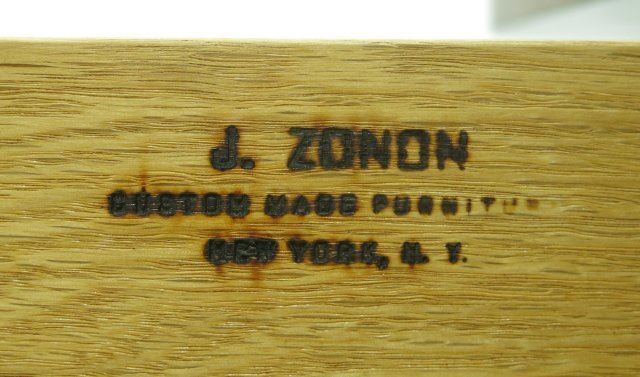 J. ZONON
CUSTOM MADE FURNITU
NEW YORK, N. Y.